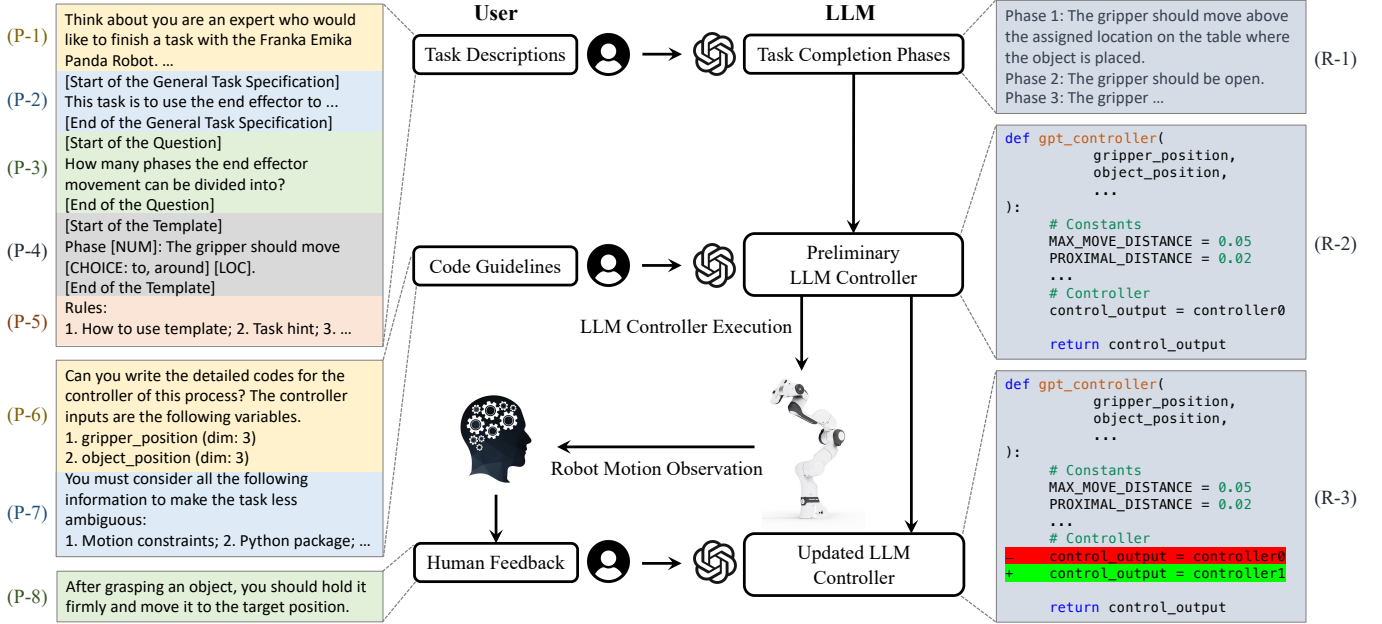 User
LLM
(P-1)
Think about you are an expert who would
like to finish a task with the Franka Emika
Panda Robot. ...
(P-2)
[Start of the General Task Specification]
This task is to use the end effector to ...
[End of the General Task Specification]
(P-3)
[Start of the Question]
How many phases the end effector
movement can be divided into?
[End of the Question]
(P-4)
[Start of the Template]
Phase [NUM]: The gripper should move
[CHOICE: to, around] [LOC].
[End of the Template]
(P-5)
Rules:
1. How to use template; 2. Task hint; 3. ...
(P-6)
Can you write the detailed codes for the
controller of this process? The controller
inputs are the following variables.
1. gripper_position (dim: 3)
2. object_position (dim: 3)
(P-7)
You must consider all the following
information to make the task less
ambiguous:
1. Motion constraints; 2. Python package; ...
(P-8)
After grasping an object, you should hold it
firmly and move it to the target position.
Task Descriptions
Task Completion Phases
Code Guidelines
Preliminary
LLM Controller
LLM Controller Execution
Robot Motion Observation
Human Feedback
Updated LLM
Controller
Phase 1: The gripper should move above
the assigned location on the table where
the object is placed.
Phase 2: The gripper should be open.
Phase 3: The gripper ...
(R-1)
def gpt_controller(
gripper_position,
object_position,
...
):
# Constants
MAX_MOVE_DISTANCE = 0.05
PROXIMAL_DISTANCE = 0.02
...
# Controller
control_output = controller0
return control_output
(R-2)
def gpt_controller(
gripper_position,
object_position,
...
):
# Constants
MAX_MOVE_DISTANCE = 0.05
PROXIMAL_DISTANCE = 0.02
...
# Controller
- control_output = controller0
+ control_output = controller1
return control_output
(R-3)